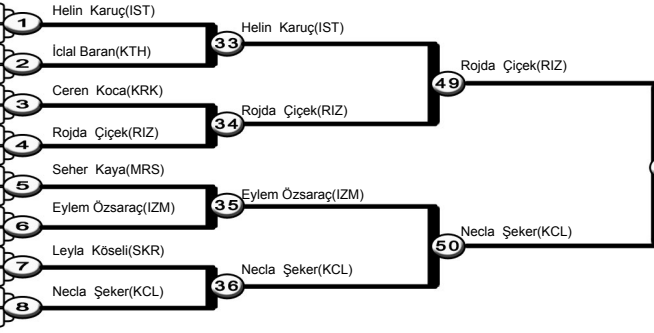 1 Helin Karuç(IST)
33 Helin Karuç(IST)
2 İclal Baran(KTH)
49 Rojda Çiçek(RIZ)
3 Ceren Koca(KRK)
34 Rojda Çiçek(RIZ)
4 Rojda Çiçek(RIZ)
5 Seher Kaya(MRS)
35 Eylem Özsaraç(IZM)
6 Eylem Özsaraç(IZM)
50 Necla Şeker(KCL)
7 Leyla Köseli(SKR)
36 Necla Şeker(KCL)
8 Necla Şeker(KCL)